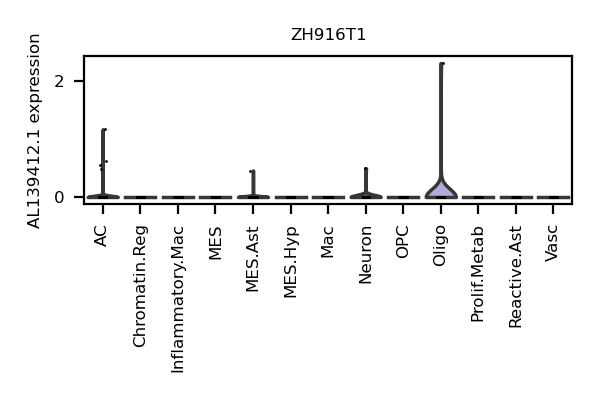 ZH916T1
AL139412.1 expression
2
0
AC
Chromatin.Reg
Inflammatory.Mac
MES
MES.Ast
MES.Hyp
Mac
Neuron
OPC
Oligo
Prolif.Metab
Reactive.Ast
Vasc